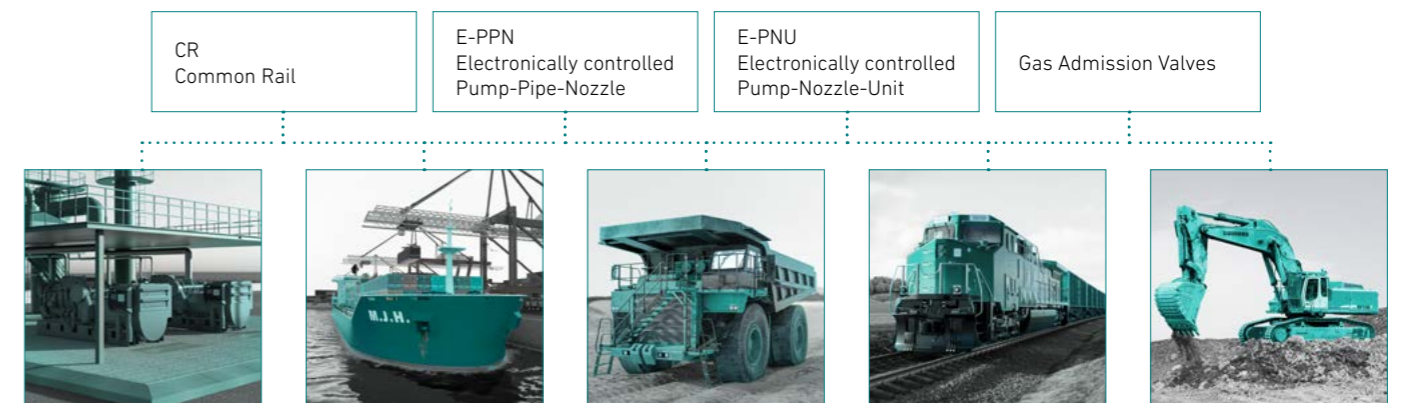 CR
Common Rail
E-PPN
Electronically controlled
Pump-Pipe-Nozzle
E-PNU
Electronically controlled
Pump-Nozzle-Unit
Gas Admission Valves
M.J.H.